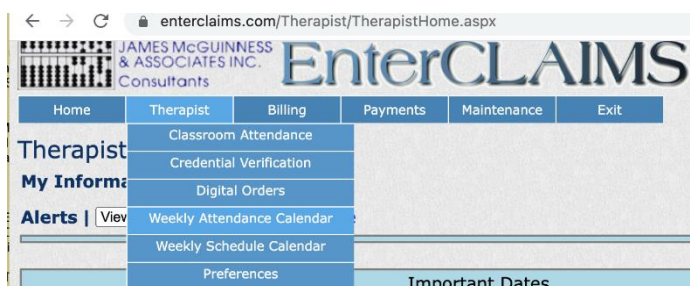 enterclaims.com/Therapist/TherapistHome.aspx
JAMES McGUINNESS
& ASSOCIATES INC.
Consultants
EnterCLAIMS
Home Therapist Billing Payments Maintenance Exit
Classroom Attendance
Therapist
Credential Verification
My Informa
Digital Orders
Alerts | View
Weekly Attendance Calendar
Weekly Schedule Calendar
Preferences
Important Dates